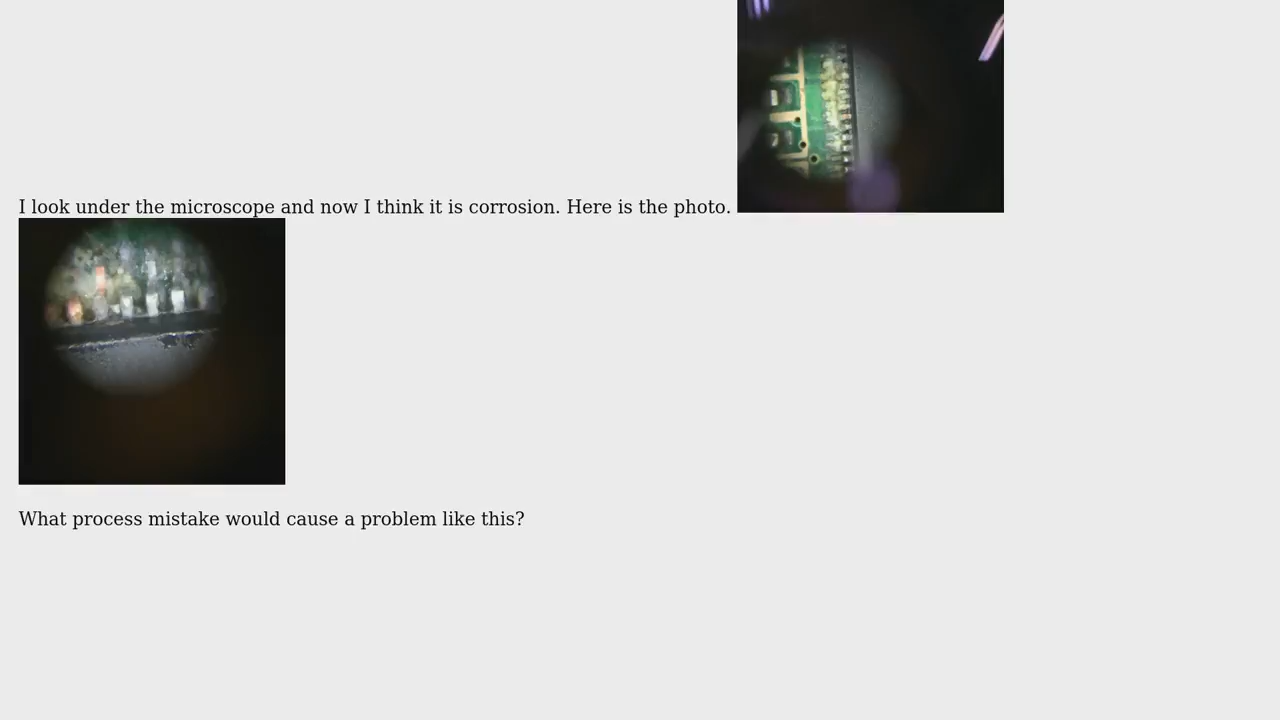 I look under the microscope and now I think it is corrosion. Here is the photo.
What process mistake would cause a problem like this?